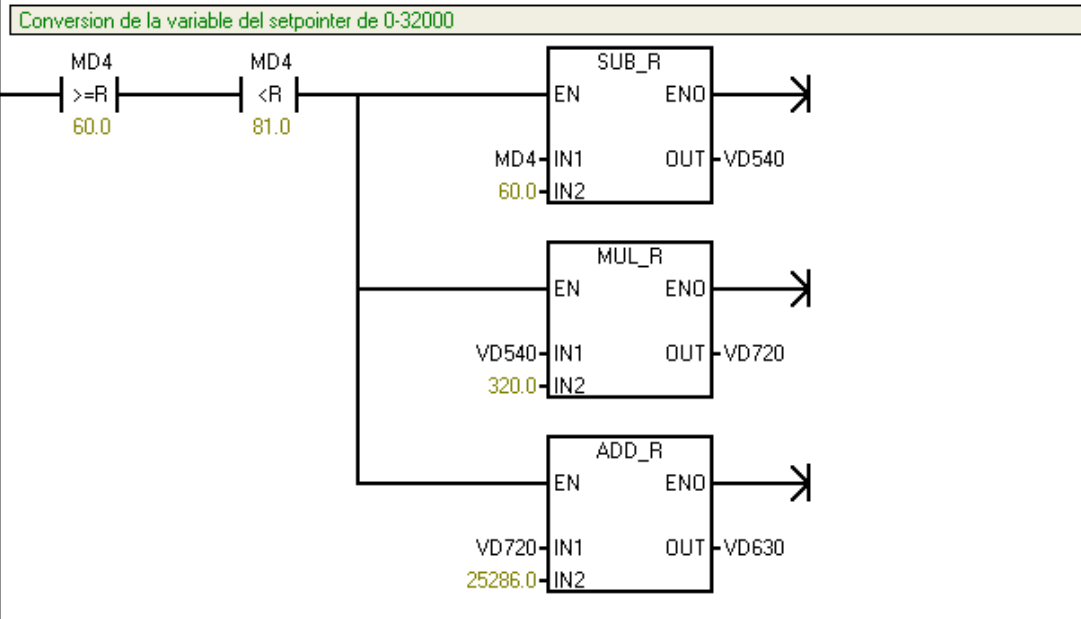 Conversion de la variable del setpointer de 0-32000
MD4 MD4
>=R <R
60.0 81.0
SUB_R
EN ENO
MD4 IN1 OUT VD540
60.0 IN2
MUL_R
EN ENO
VD540 IN1 OUT VD720
320.0 IN2
ADD_R
EN ENO
VD720 IN1 OUT VD630
25286.0 IN2